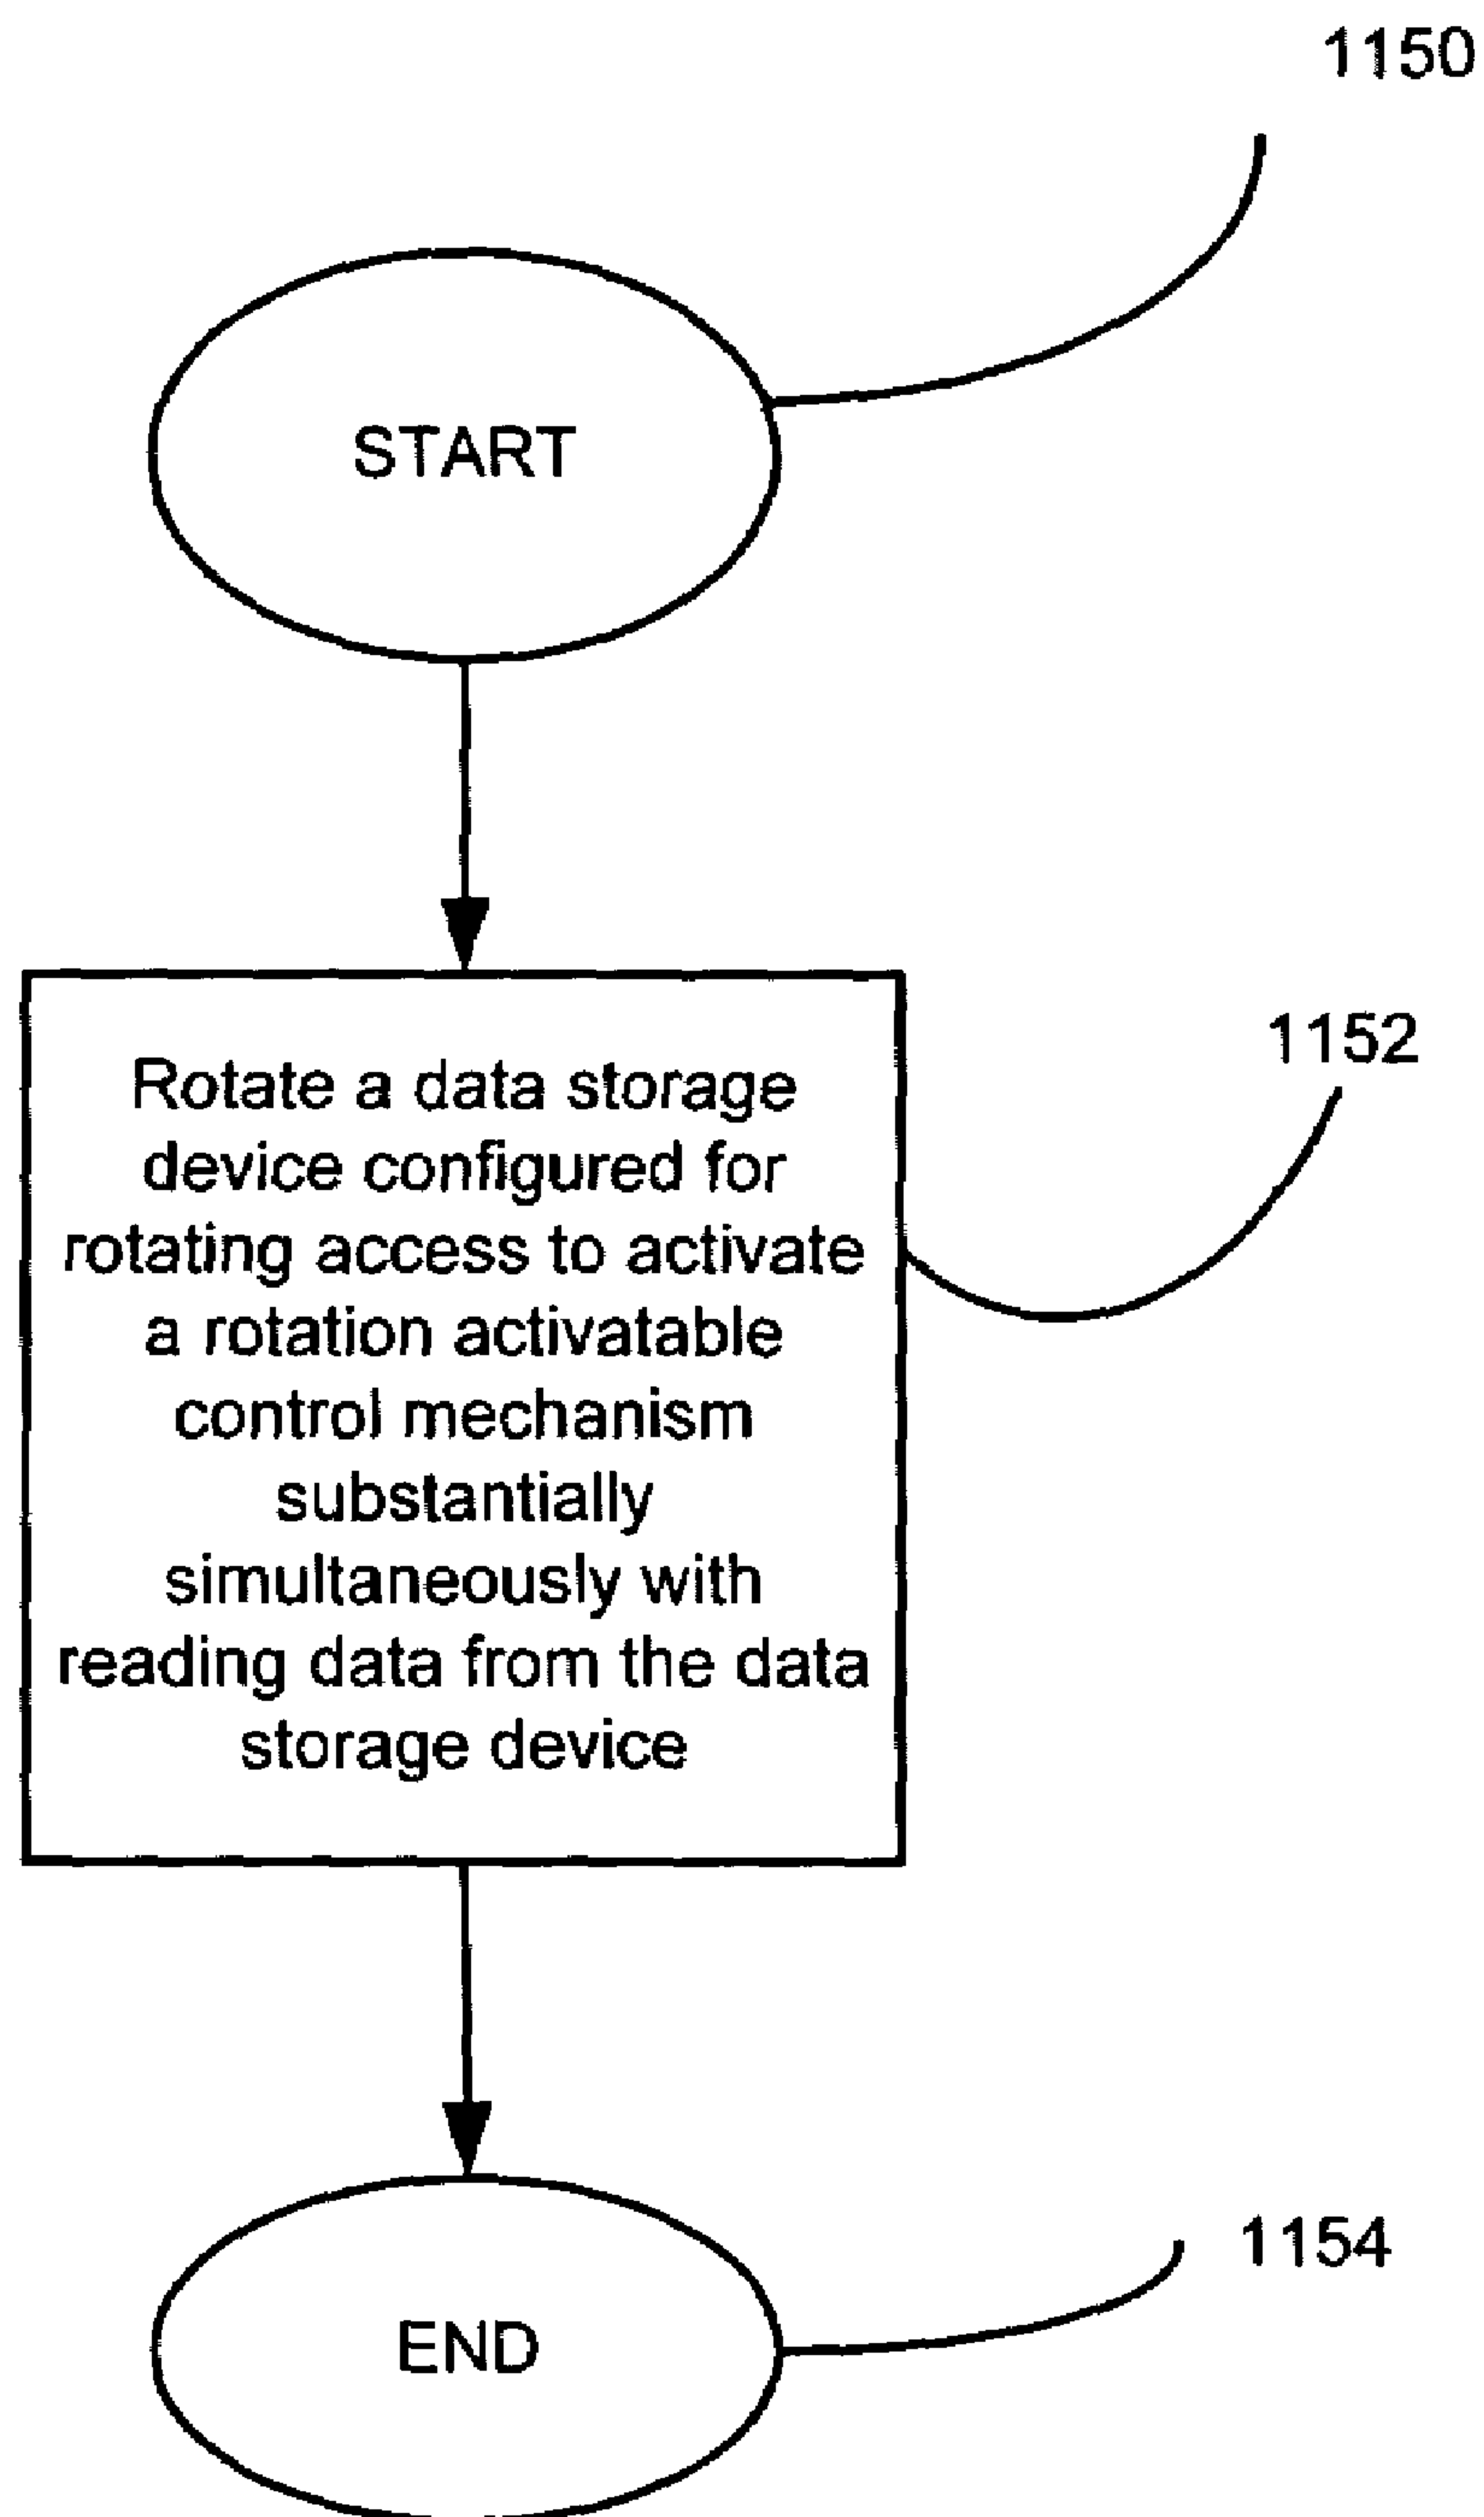 1150
START
1152
Rotate a data storage
device configured for
rotating access to activate
a rotation activatable
control mechanism
substantially
simultaneously with
reading data from the data
storage device
1154
END